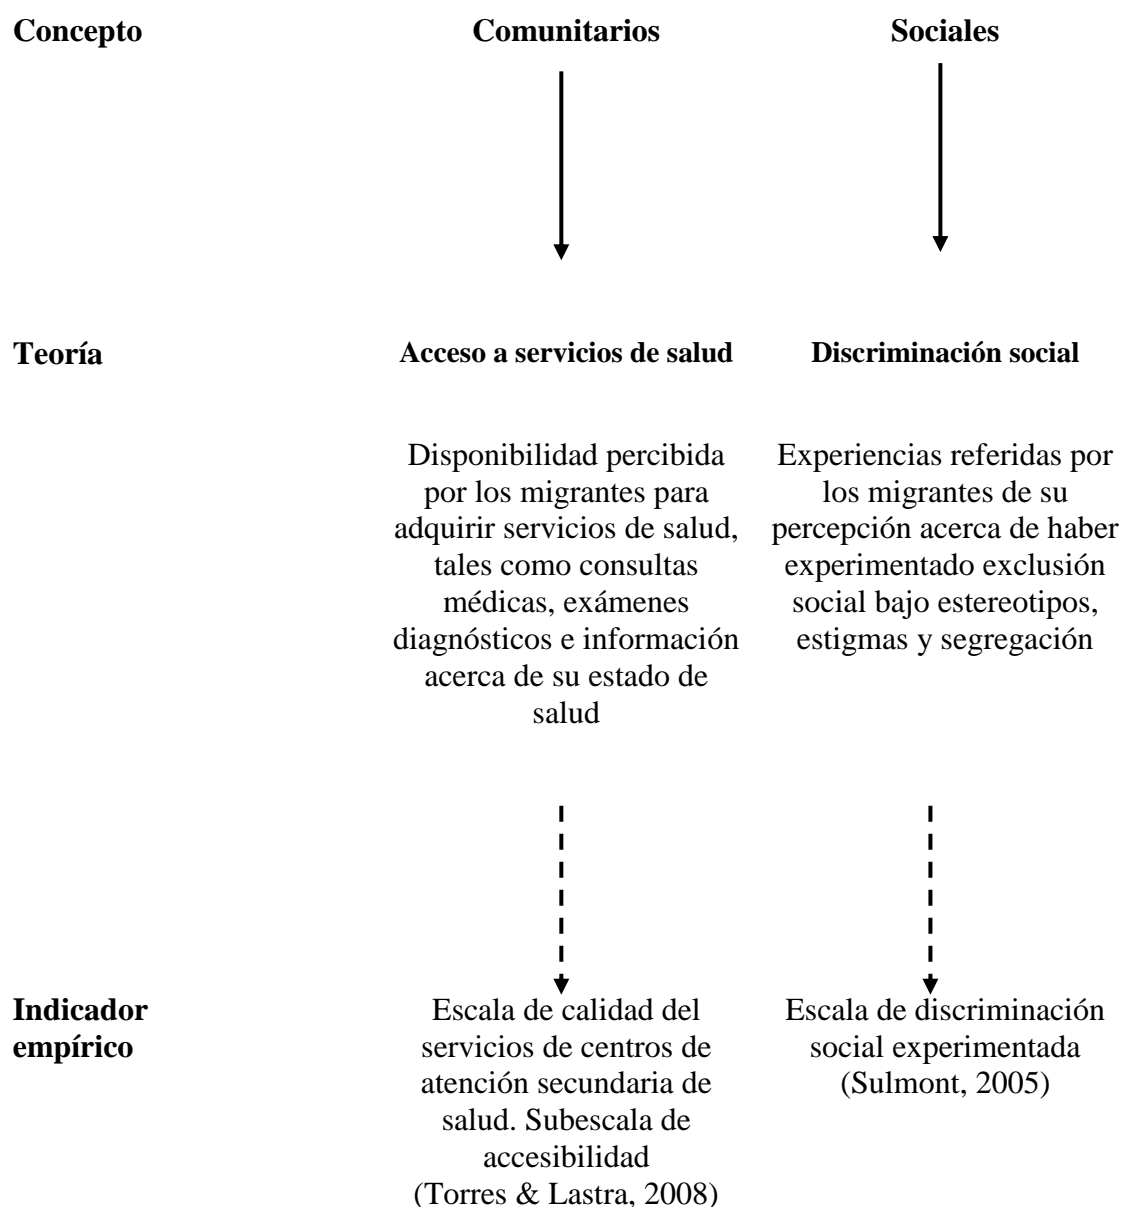 Concepto Comunitarios Sociales
Teoría Acceso a servicios de salud Discriminación social
Disponibilidad percibida
por los migrantes para
adquirir servicios de salud,
tales como consultas
médicas, exámenes
diagnósticos e información
acerca de su estado de
salud
Experiencias referidas por
los migrantes de su
percepción acerca de haber
experimentado exclusión
social bajo estereotipos,
estigmas y segregación
Indicador
empírico
Escala de calidad del
servicios de centros de
atención secundaria de
salud. Subescala de
accesibilidad
(Torres & Lastra, 2008)
Escala de discriminación
social experimentada
(Sulmont, 2005)